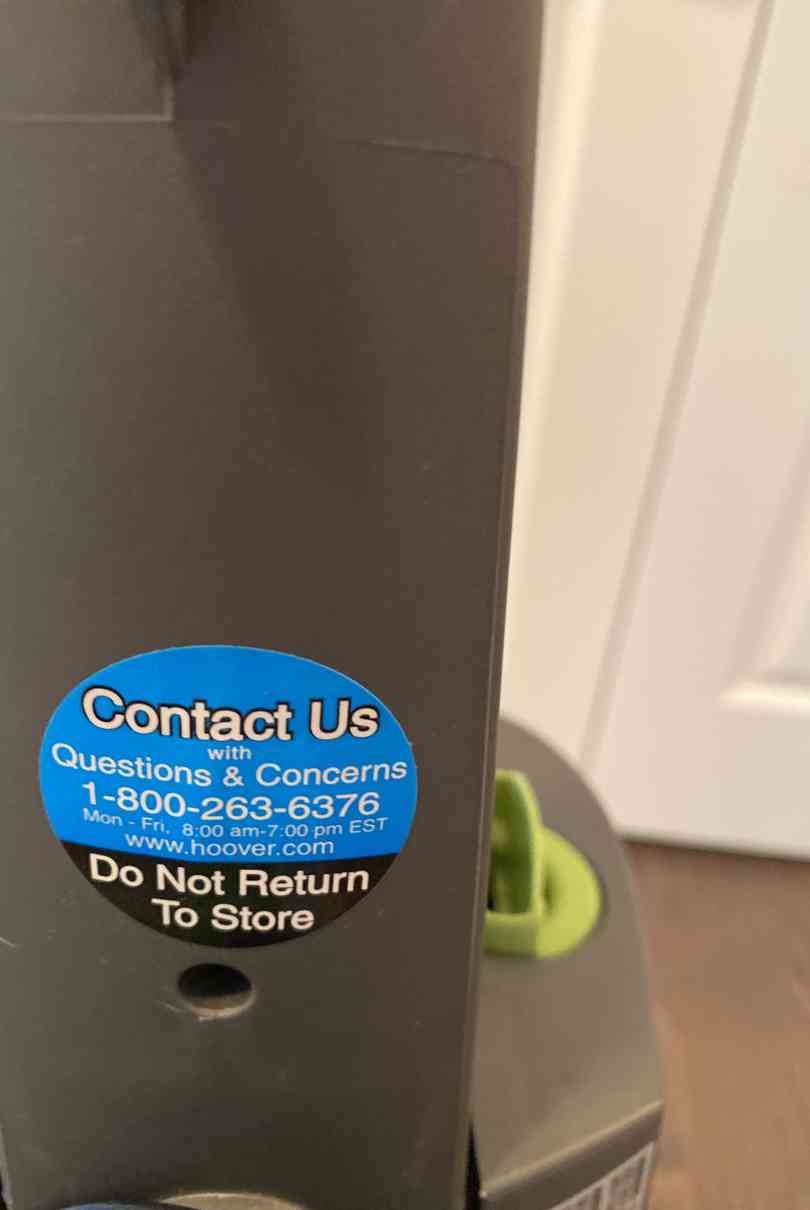 Contact Us
with
Questions & Concerns
1-800-263-6376
Mon - Fri, 8:00 am-7:00 pm EST
www.hoover.com
Do Not Return
To Store